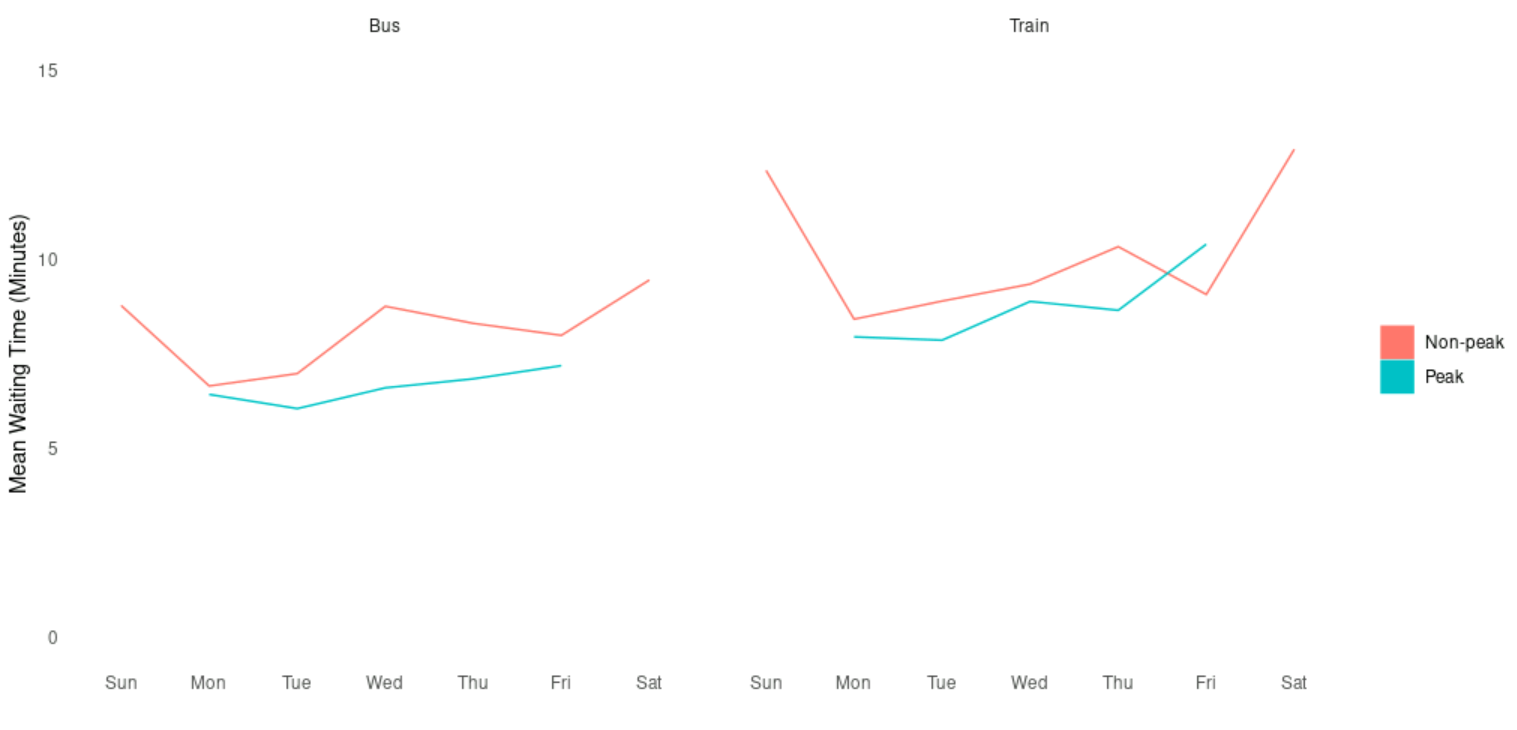 Bus Train
15
10
5
0
Mean Waiting Time (Minutes)
Sun Mon Tue Wed Thu Fri Sat Sun Mon Tue Wed Thu Fri Sat
Non-peak
Peak